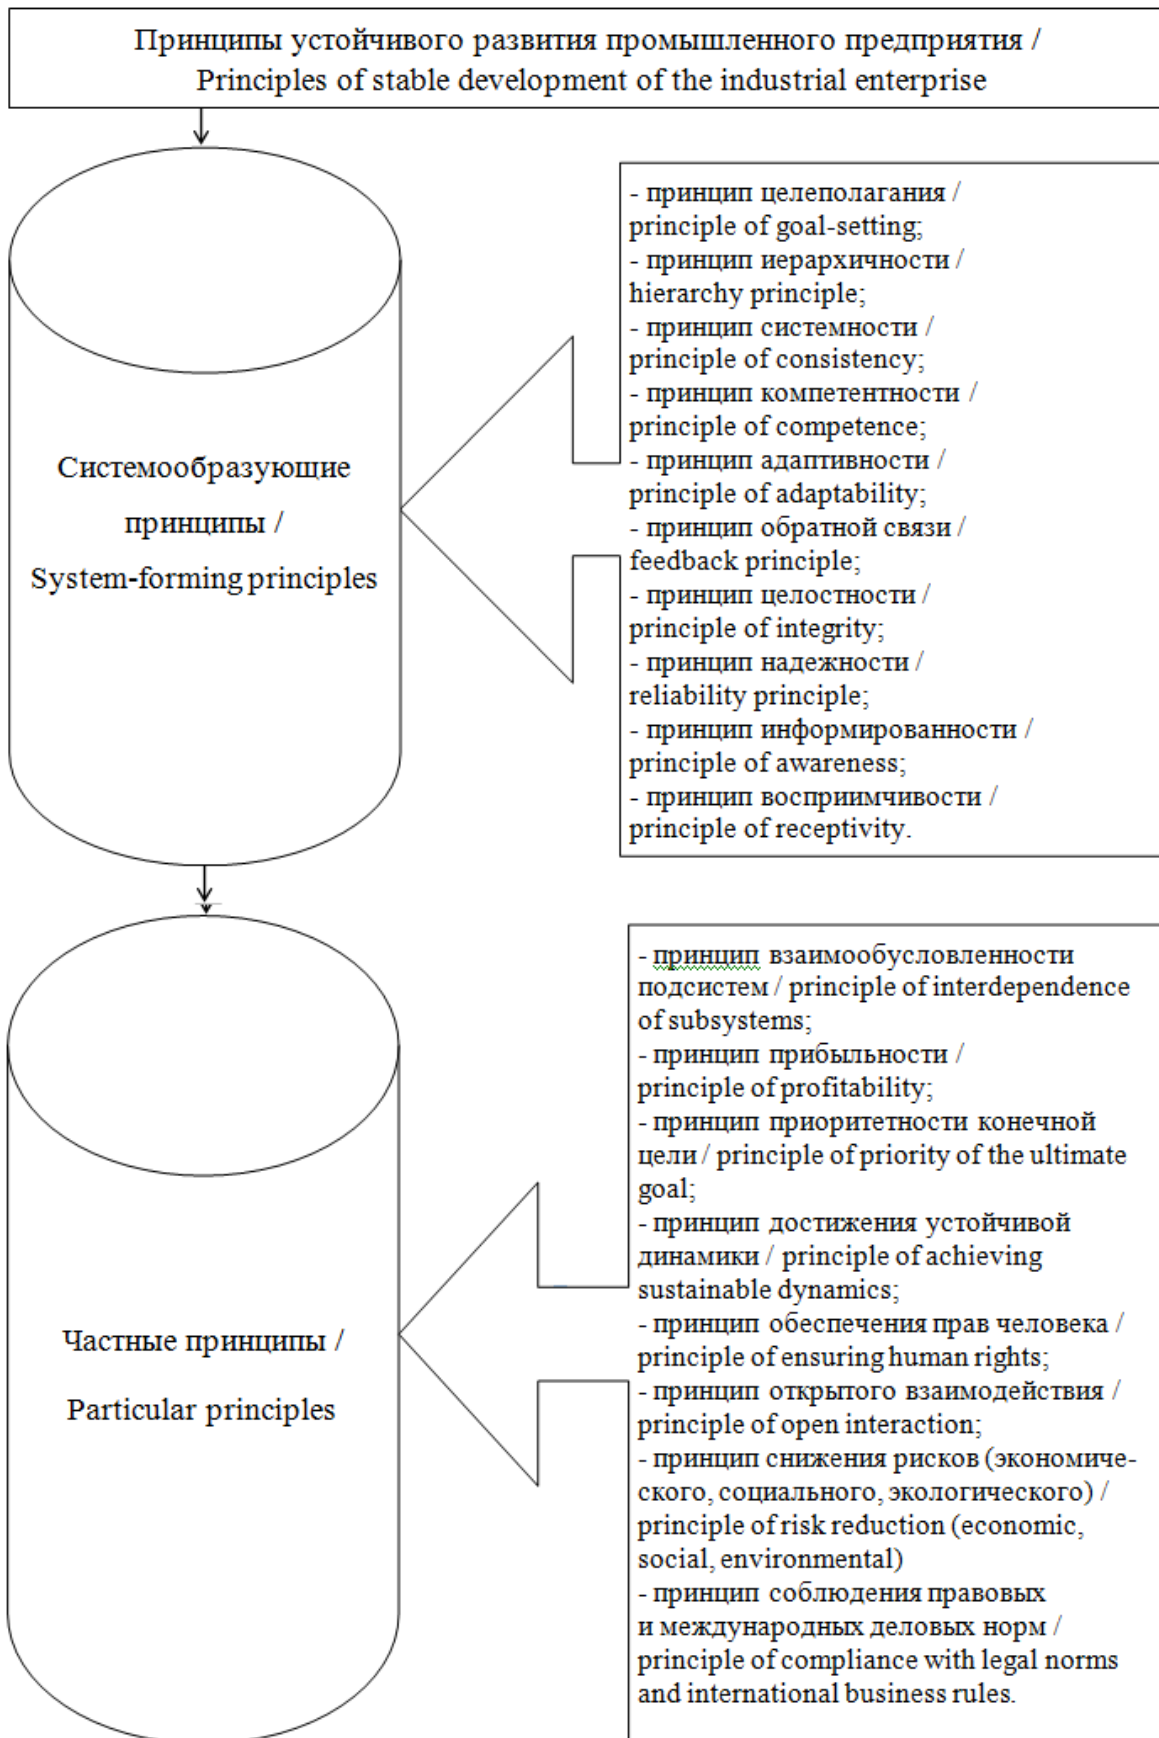 Принципы устойчивого развития промышленного предприятия /
Principles of stable development of the industrial enterprise
Системообразующие
принципы /
System-forming principles
- принцип целеполагания /
principle of goal-setting;
- принцип иерархичности /
hierarchy principle;
- принцип системности /
principle of consistency;
- принцип компетентности /
principle of competence;
- принцип адаптивности /
principle of adaptability;
- принцип обратной связи /
feedback principle;
- принцип целостности /
principle of integrity;
- принцип надежности /
reliability principle;
- принцип информированности /
principle of awareness;
- принцип восприимчивости /
principle of receptivity.
Частные принципы /
Particular principles
- принцип взаимообусловленности
подсистем / principle of interdependence
of subsystems;
- принцип прибыльности /
principle of profitability;
- принцип приоритетности конечной
цели / principle of priority of the ultimate
goal;
- принцип достижения устойчивой
динамики / principle of achieving
sustainable dynamics;
- принцип обеспечения прав человека /
principle of ensuring human rights;
- принцип открытого взаимодействия /
principle of open interaction;
- принцип снижения рисков (экономиче-
ского, социального, экологического) /
principle of risk reduction (economic,
social, environmental)
- принцип соблюдения правовых
и международных деловых норм /
principle of compliance with legal norms
and international business rules.